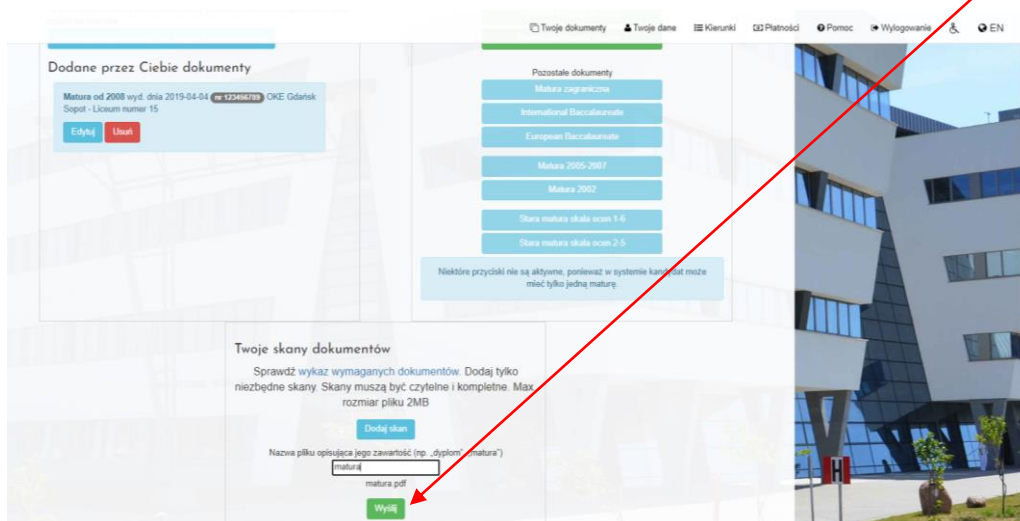 Twoje dokumenty Twoje dane Kierunki Płatności Pomoc Wylogowanie EN
Dodane przez Ciebie dokumenty
Matura od 2008 wyd. dnia 2019-04-04 nr 123456789 OKE Gdańsk
Sopot - Liceum numer 15
Edytuj Usuń
Pozostałe dokumenty
Matura zagraniczna
International Baccalaureate
European Baccalaureate
Matura 2005-2007
Matura 2002
Stara matura skala ocen 1-6
Stara matura skala ocen 2-5
Niektóre przyciski nie są aktywne, ponieważ w systemie kandydat może
mieć tylko jedną maturę.
Twoje skany dokumentów
Sprawdź wykaz wymaganych dokumentów. Dodaj tylko
niezbędne skany. Skany muszą być czytelne i kompletne. Max
rozmiar pliku 2MB
Dodaj skan
Nazwa pliku opisująca jego zawartość (np. „dyplom”, „matura”)
matura
matura.pdf
Wyślij
H